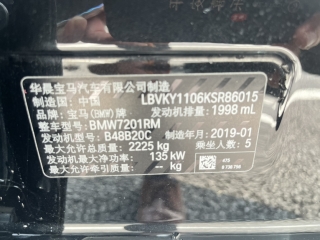 华晨宝马汽车有限公司制造
制造国：中国 LBVKY1106KSR86015
品牌：宝马(BMW)牌 发动机排量：1998 mL
整车型号：BMW7201RM
发动机型号：B48B20C 制造年月：2019-01
最大允许总质量：2225 kg 乘坐人数：5
发动机最大净功率：135 kW
最大允许牵引质量：-- kg